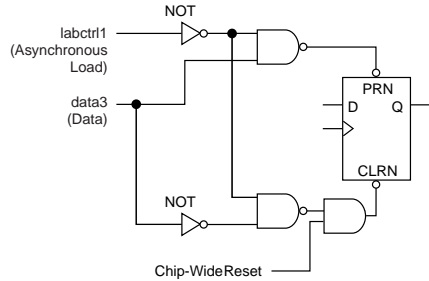 NOT
labctrl1
(Asynchronous
Load)
PRN
D Q
data3
(Data)
CLRN
NOT
Chip-WideReset